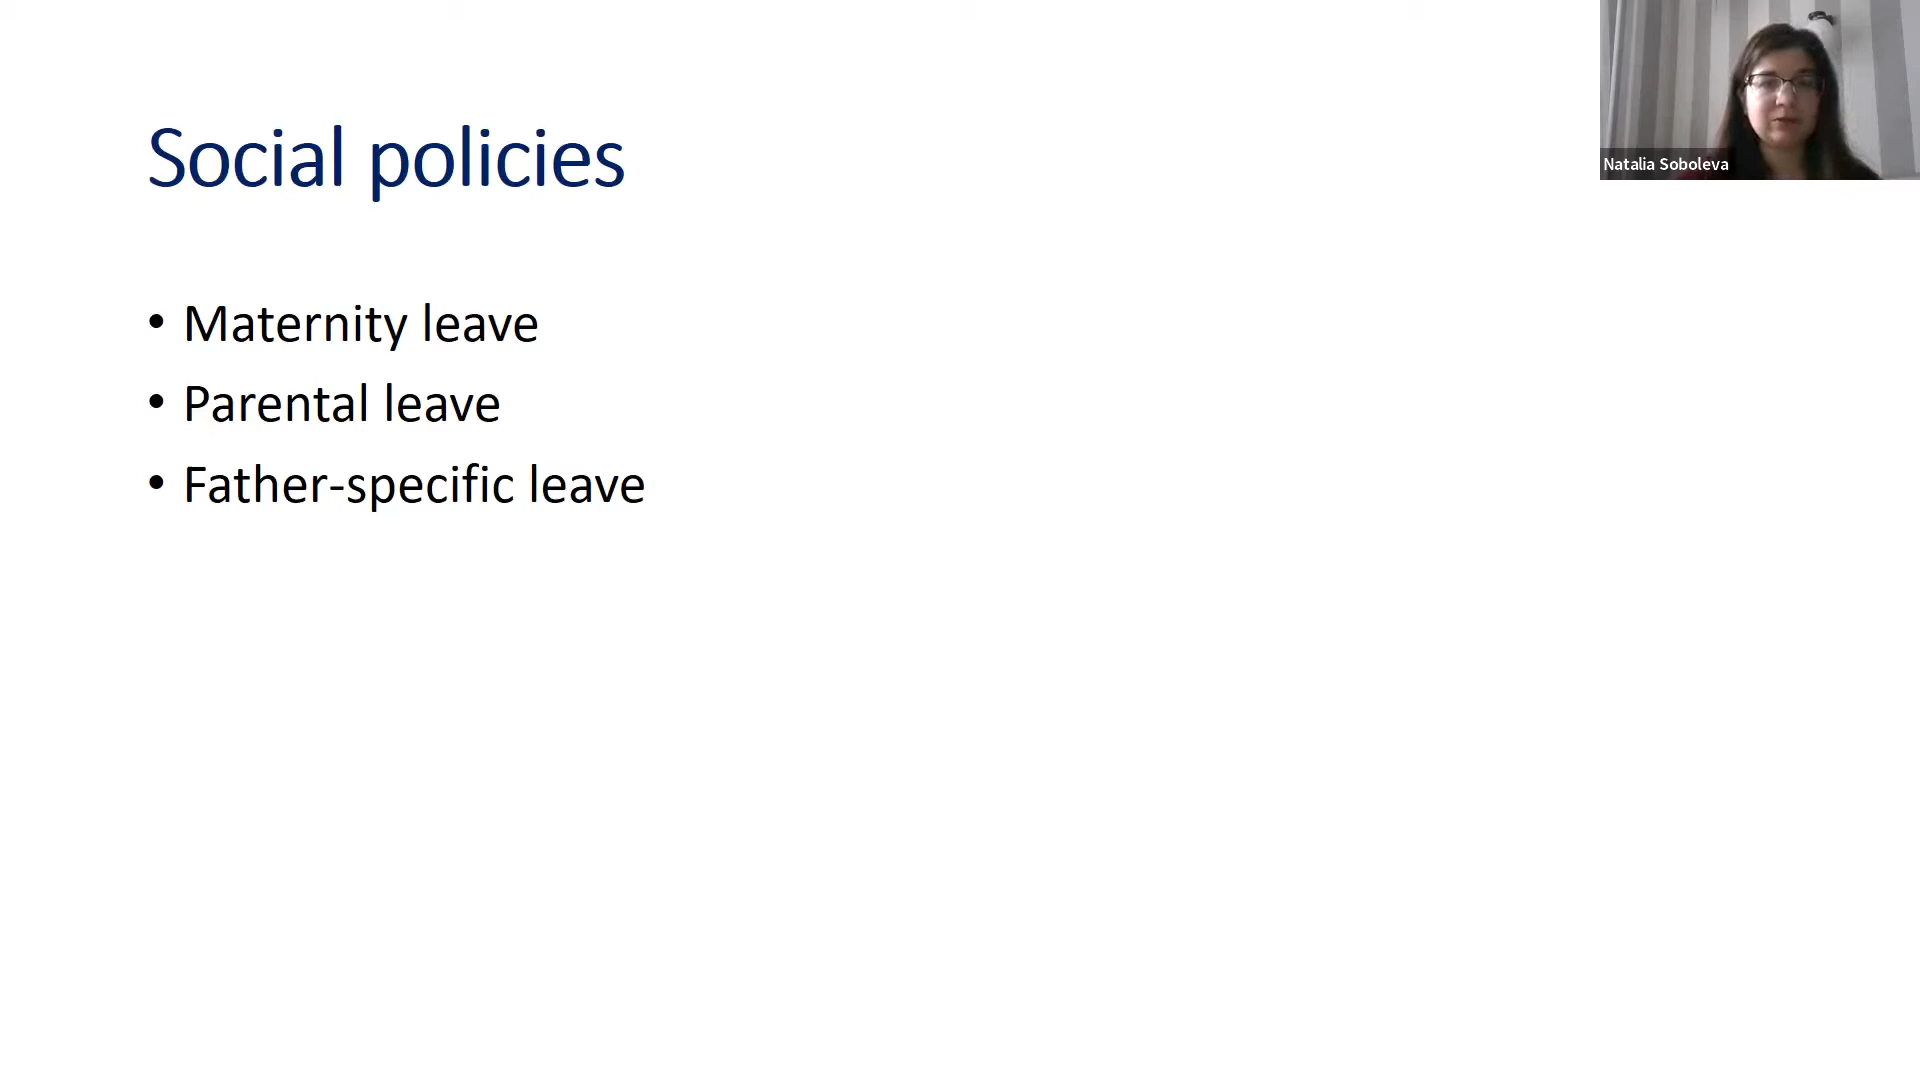 Social policies
• Maternity leave
• Parental leave
• Father-specific leave
Natalia Soboleva